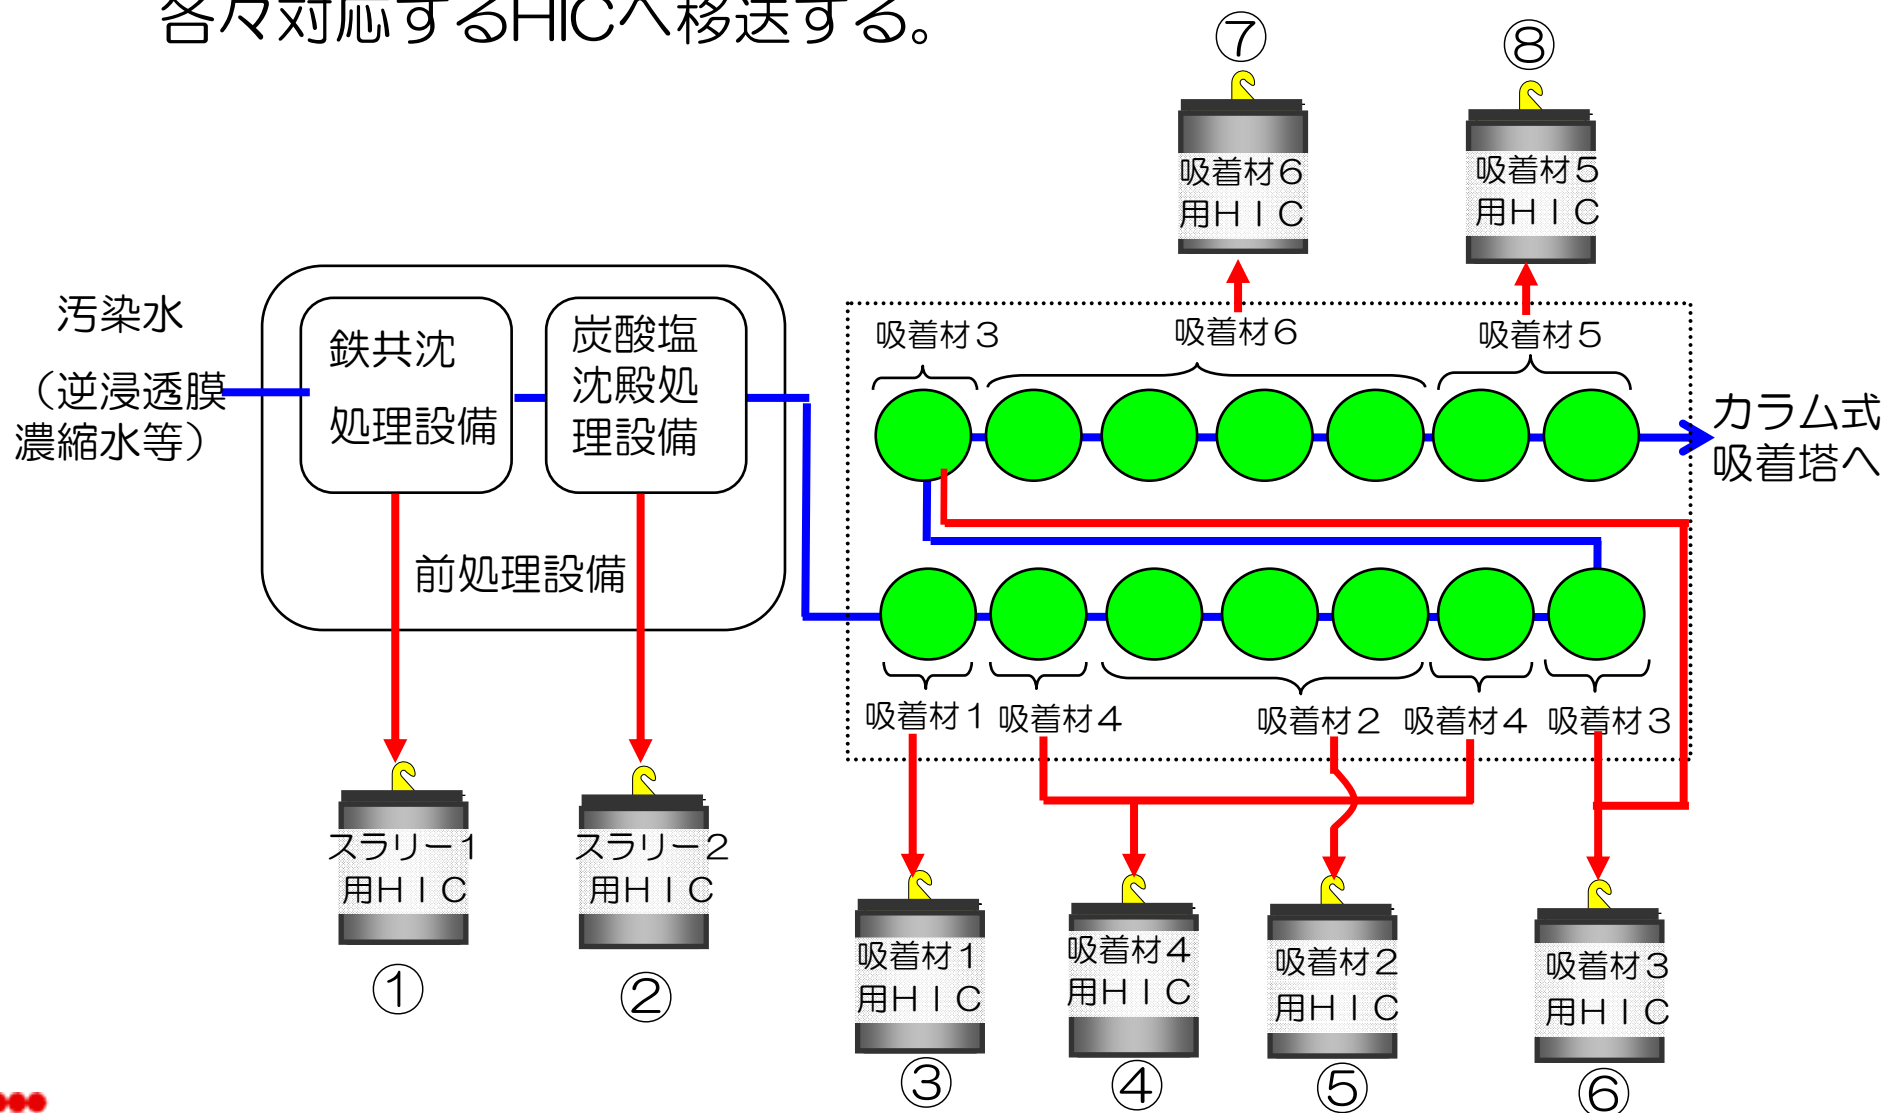 各々対応するHICへ移送する。
⑦
⑧
吸着材6
用HIC
吸着材5
用HIC
汚染水
（逆浸透膜
濃縮水等）
鉄共沈
処理設備
炭酸塩
沈殿処
理設備
前処理設備
吸着材3
吸着材6
吸着材5
カラム式
吸着塔へ
吸着材1
吸着材4
吸着材2
吸着材4
吸着材3
スラリー1
用HIC
スラリー2
用HIC
吸着材1
用HIC
吸着材4
用HIC
吸着材2
用HIC
吸着材3
用HIC
①
②
③
④
⑤
⑥